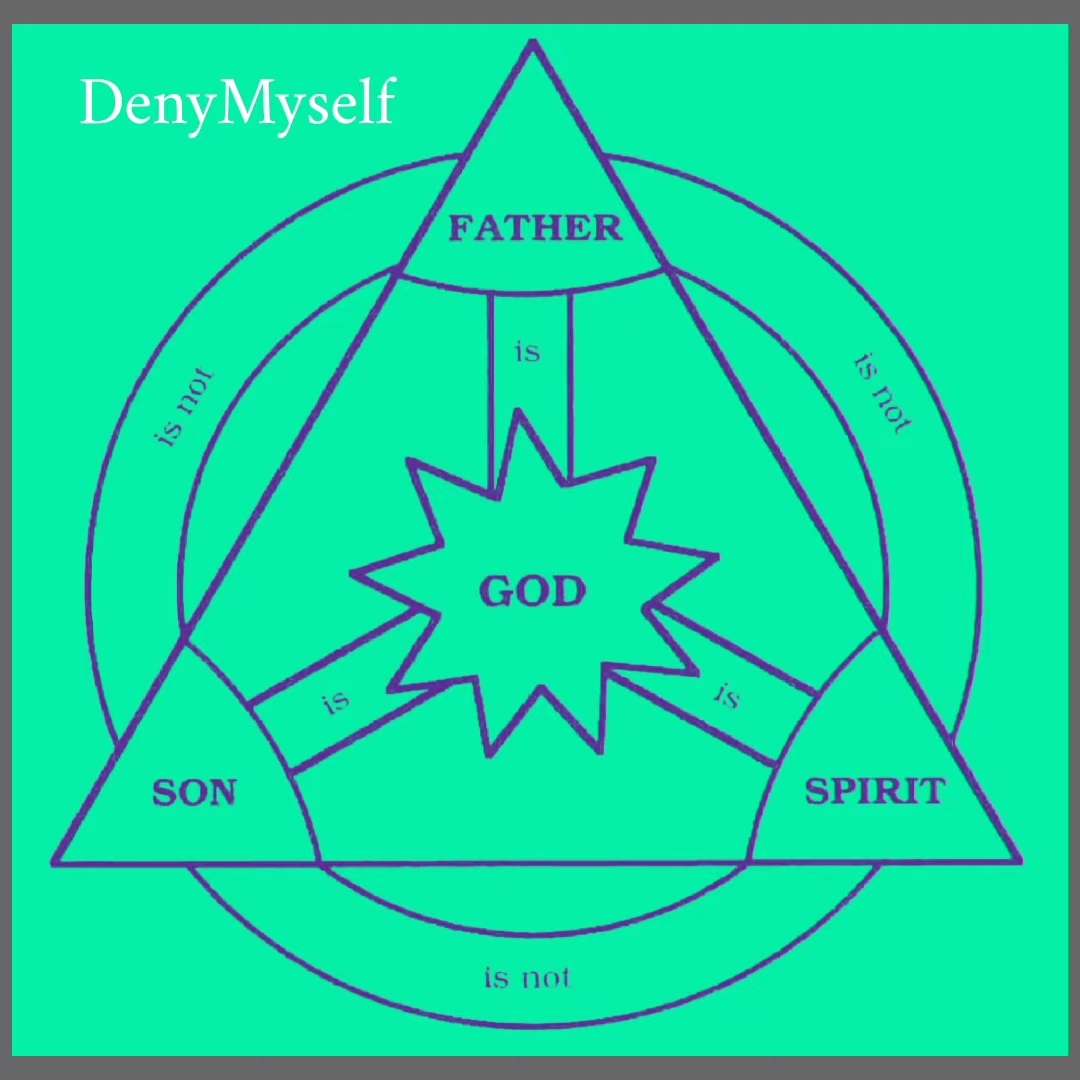 DenyMyself
FATHER
is
is not
is not
GOD
is
is
SON
SPIRIT
is not